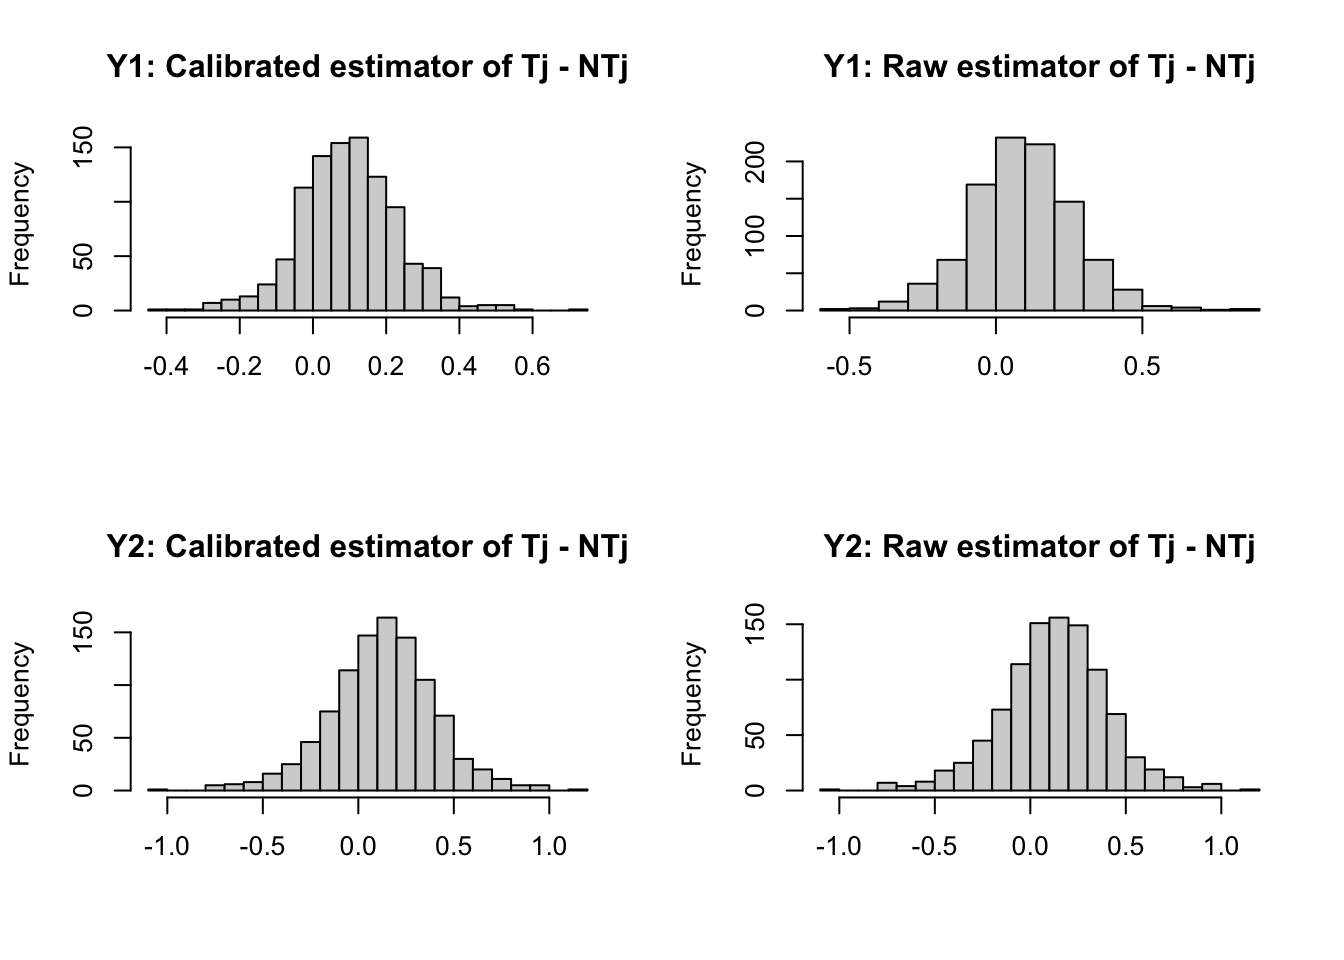 Y1: Calibrated estimator of Tj - NTj
Frequency
150
50
0
-0.4 -0.2 0.0 0.2 0.4 0.6
Y1: Raw estimator of Tj - NTj
Frequency
200
100
0
-0.5 0.0 0.5
Y2: Calibrated estimator of Tj - NTj
Frequency
150
50
0
-1.0 -0.5 0.0 0.5 1.0
Y2: Raw estimator of Tj - NTj
Frequency
150
50
0
-1.0 -0.5 0.0 0.5 1.0